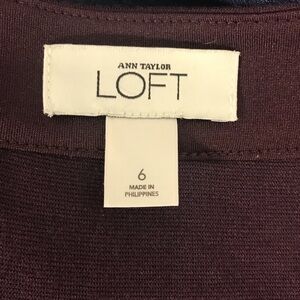 ANN TAYLOR
LOFT
6
MADE IN
PHILIPPINES